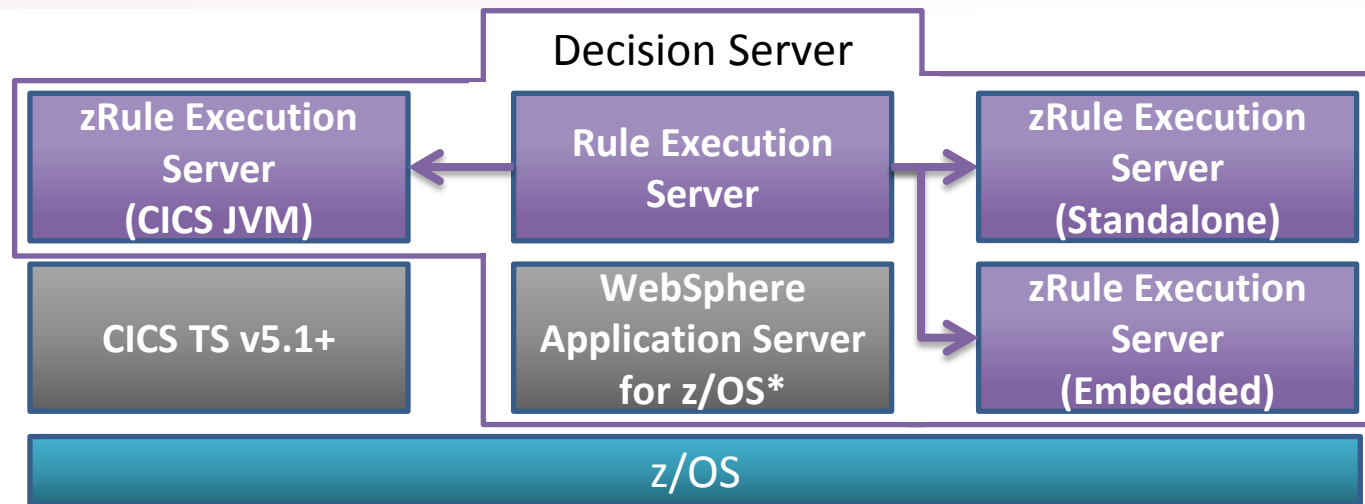 Decision Server
zRule Execution
Server
(CICS JVM)
Rule Execution
Server
zRule Execution
Server
(Standalone)
CICS TS v5.1+
WebSphere
Application Server
for z/OS*
zRule Execution
Server
(Embedded)
z/OS